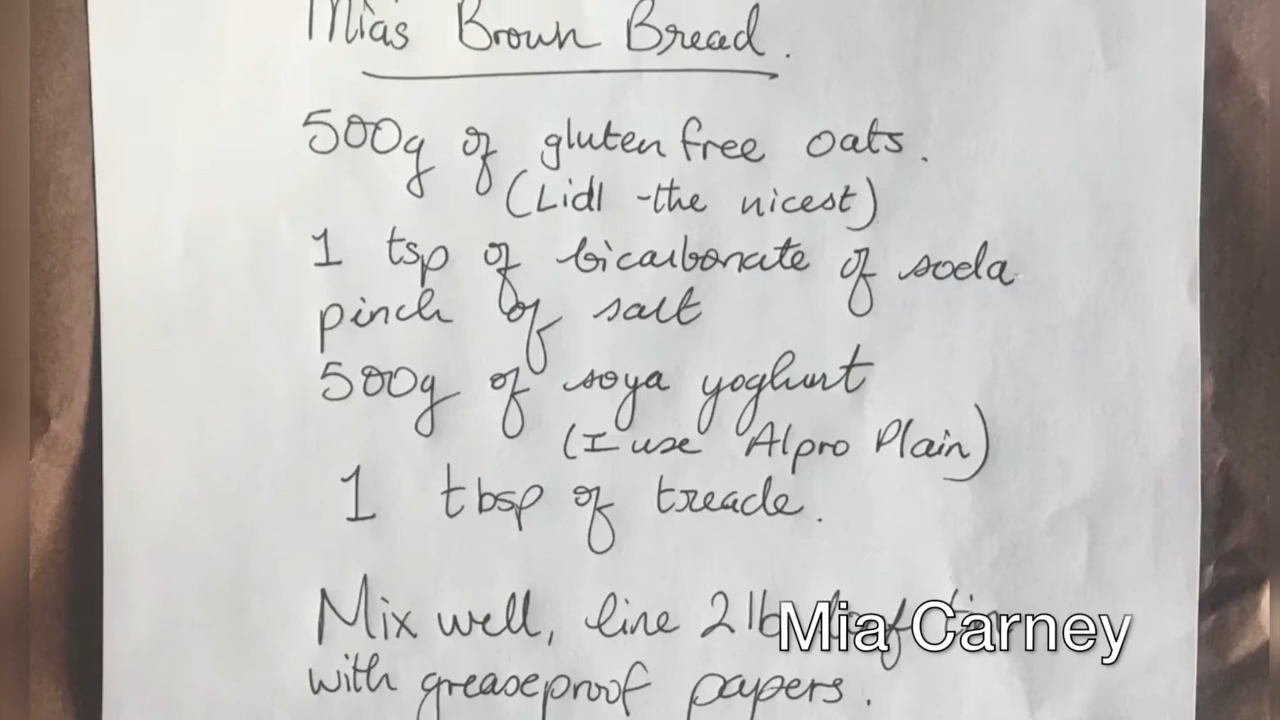 Mias Brown Bread.
500g of gluten free oats.
(Lidl - the nicest)
1 tsp of bicarbonate of soda
pinch of salt
500g of soya yoghurt
(I use Alpro Plain)
1 tbsp of treacle.
Mix well, line 2lb
Mia Carney
with greaseproof papers.